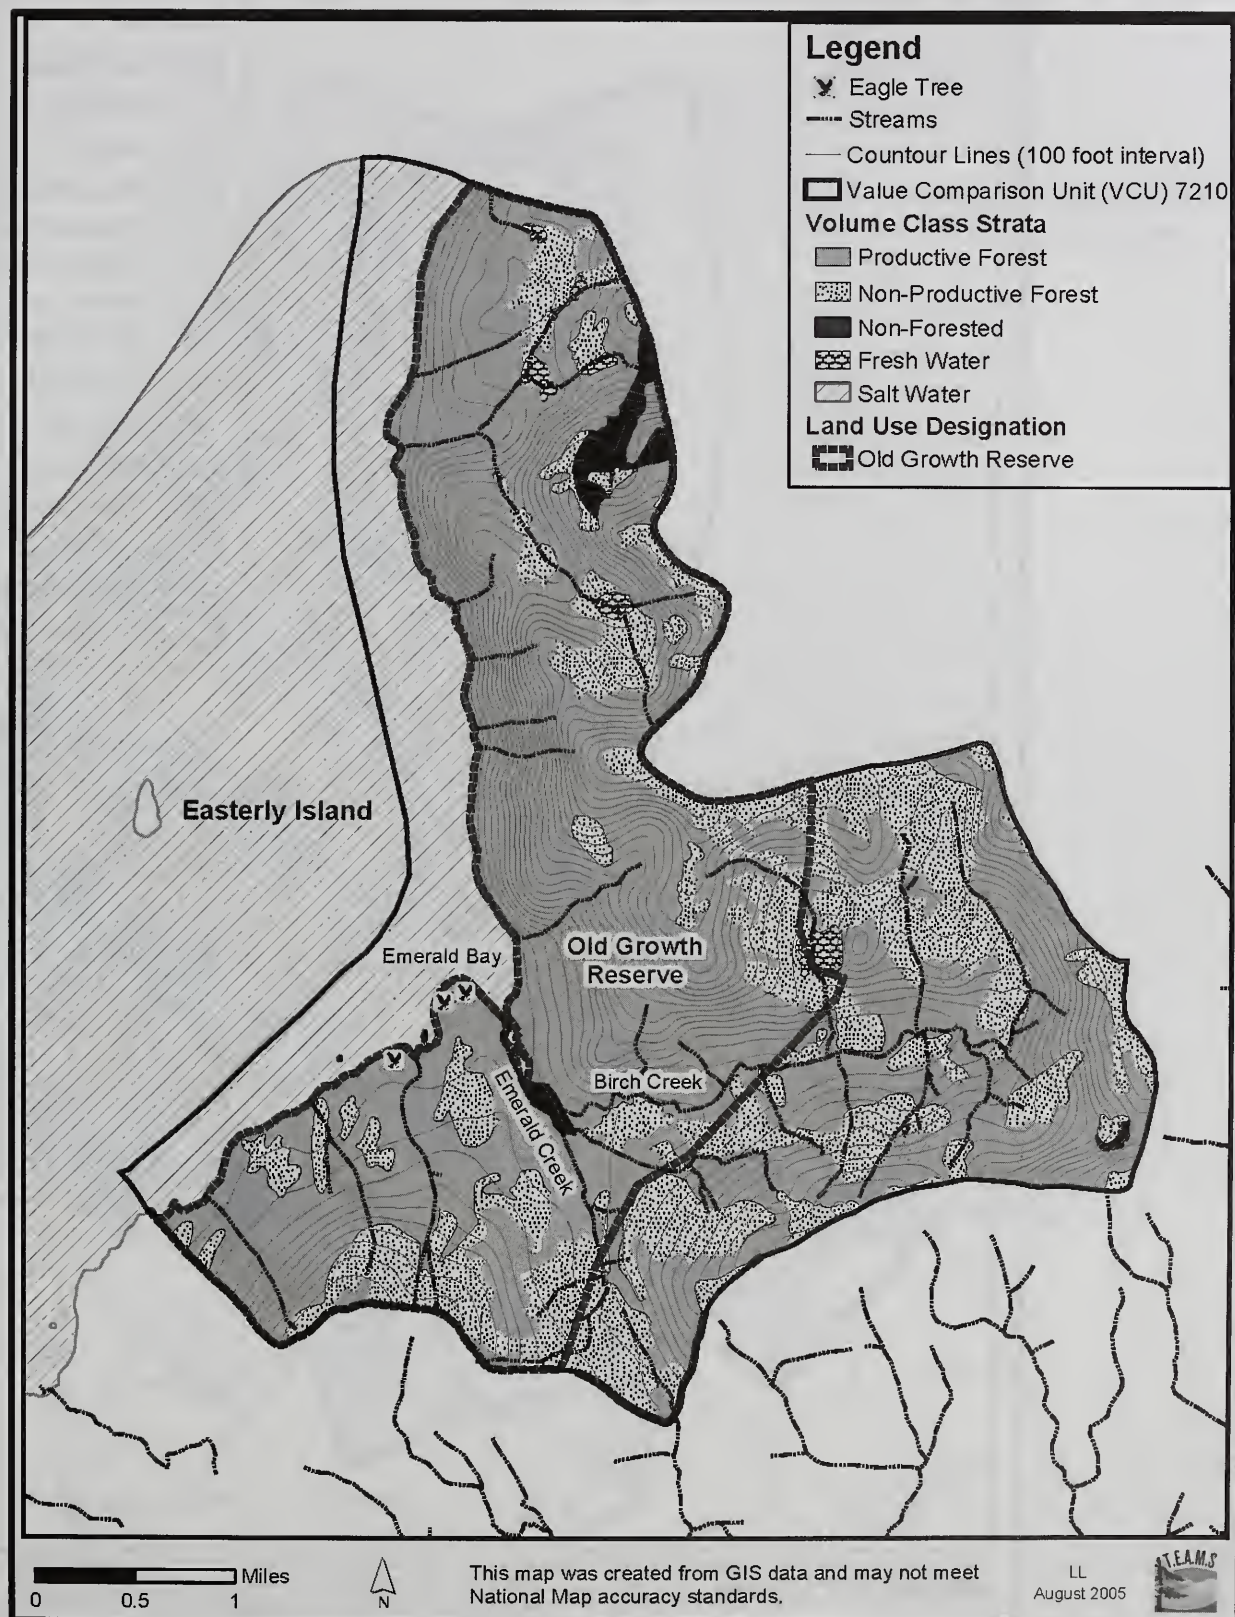 Legend
Eagle Tree
Streams
Countour Lines (100 foot interval)
Value Comparison Unit (VCU) 7210
Volume Class Strata
Productive Forest
Non-Productive Forest
Non-Forested
Fresh Water
Salt Water
Land Use Designation
Old Growth Reserve
Easterly Island
Emerald Bay
Old Growth
Reserve
Birch Creek
Emerald Creek
Miles
0 0.5 1
N
This map was created from GIS data and may not meet
National Map accuracy standards.
LL
August 2005
T.E.A.M.S